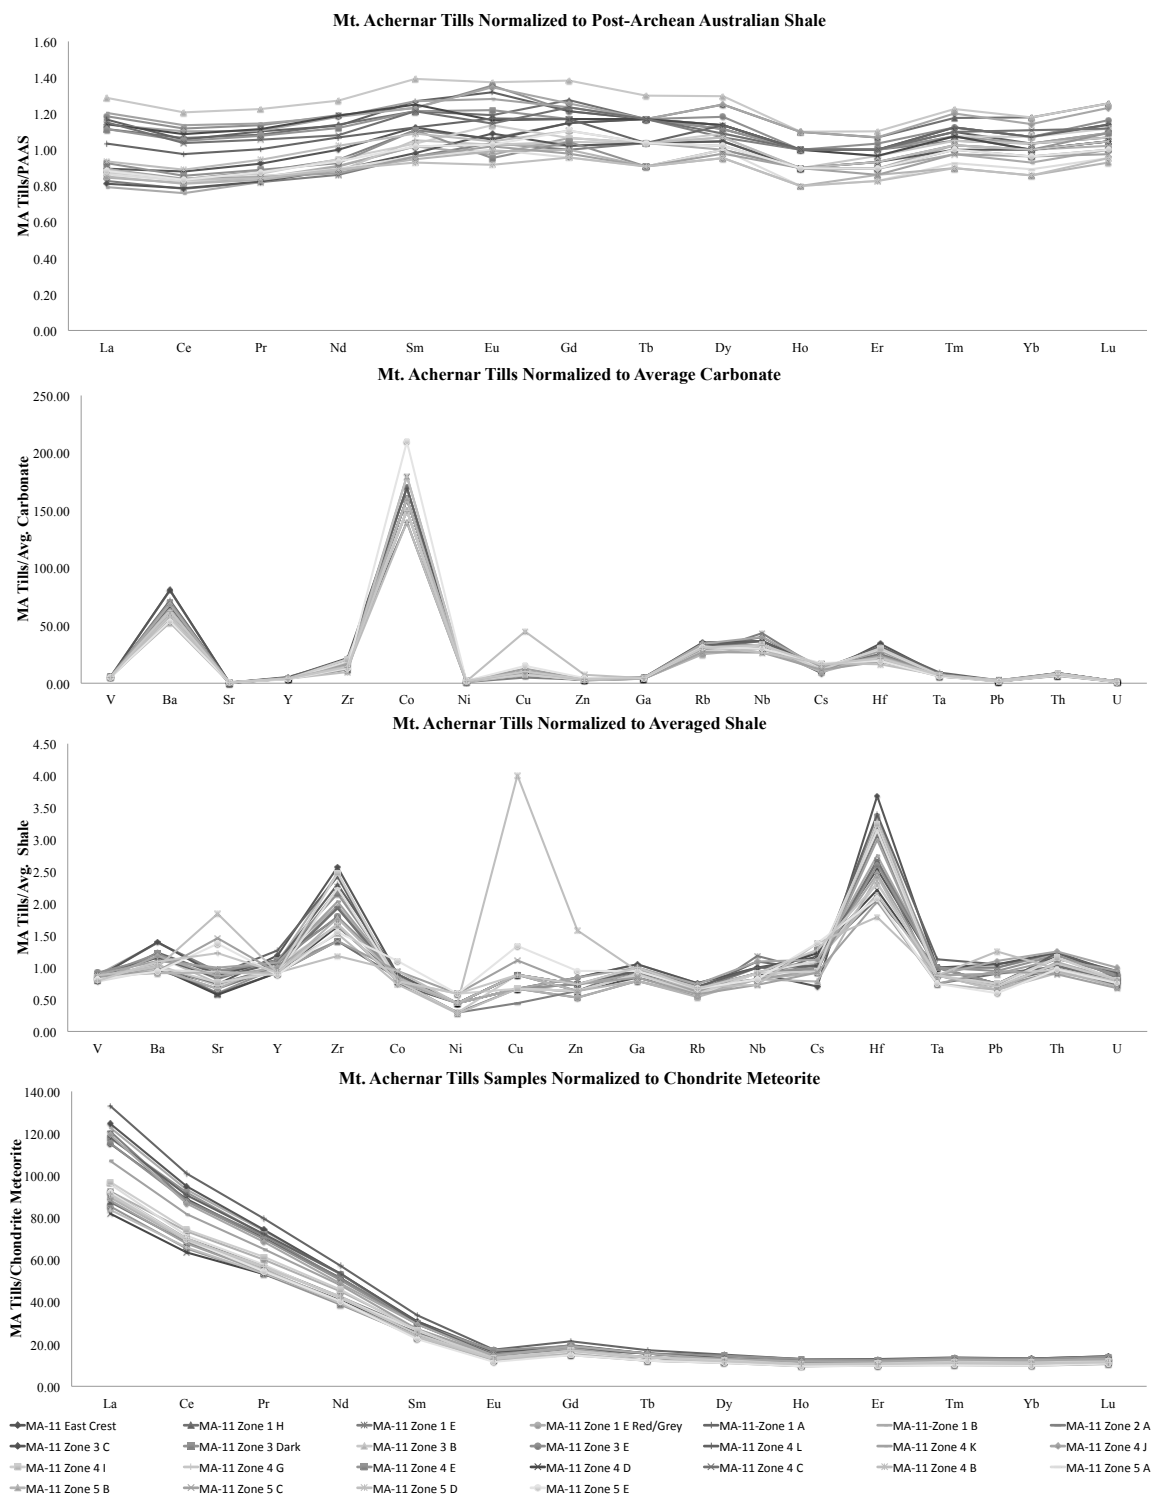 Mt. Achernar Tills Normalized to Post-Archean Australian Shale
MA Tills/PAAS
1.60
1.40
1.20
1.00
0.80
0.60
0.40
0.20
0.00
La Ce Pr Nd Sm Eu Gd Tb Dy Ho Er Tm Yb Lu
Mt. Achernar Tills Normalized to Average Carbonate
MA Tills/Avg. Carbonate
250.00
200.00
150.00
100.00
50.00
0.00
V Ba Sr Y Zr Co Ni Cu Zn Ga Rb Nb Cs Hf Ta Pb Th U
Mt. Achernar Tills Normalized to Averaged Shale
MA Tills/Avg. Shale
4.50
4.00
3.50
3.00
2.50
2.00
1.50
1.00
0.50
0.00
V Ba Sr Y Zr Co Ni Cu Zn Ga Rb Nb Cs Hf Ta Pb Th U
Mt. Achernar Tills Samples Normalized to Chondrite Meteorite
MA Tills/Chondrite Meteorite
140.00
120.00
100.00
80.00
60.00
40.00
20.00
0.00
La Ce Pr Nd Sm Eu Gd Tb Dy Ho Er Tm Yb Lu
MA-11 East Crest MA-11 Zone 1 H MA-11 Zone 1 E MA-11 Zone 1 E Red/Grey MA-11-Zone 1 A MA-11-Zone 1 B MA-11 Zone 2 A
MA-11 Zone 3 C MA-11 Zone 3 Dark MA-11 Zone 3 B MA-11 Zone 3 E MA-11 Zone 4 L MA-11 Zone 4 K MA-11 Zone 4 J
MA-11 Zone 4 I MA-11 Zone 4 G MA-11 Zone 4 E MA-11 Zone 4 D MA-11 Zone 4 C MA-11 Zone 4 B MA-11 Zone 5 A
MA-11 Zone 5 B MA-11 Zone 5 C MA-11 Zone 5 D MA-11 Zone 5 E